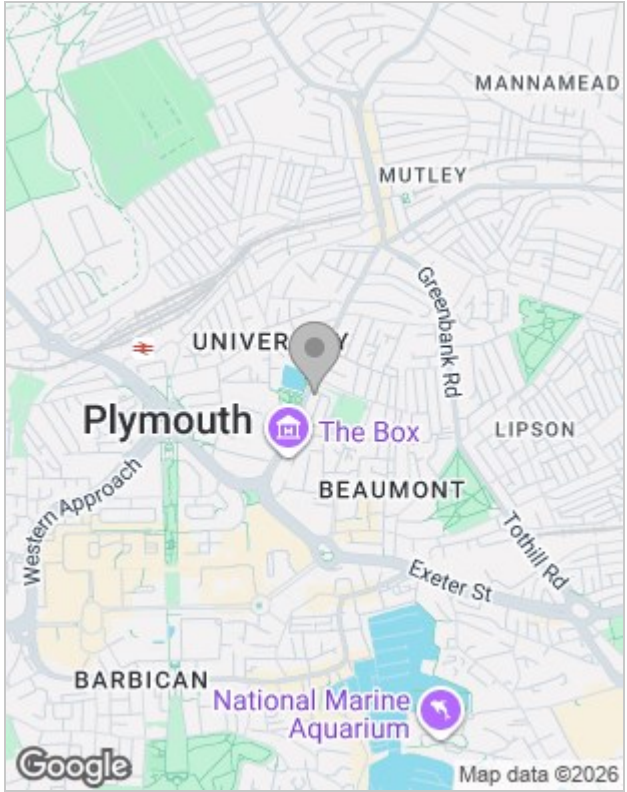 MANNAMEAD
MUTLEY
Greenbank Rd
UNIVERSITY
Plymouth
The Box
LIPSON
BEAUMONT
Western Approach
Tothill Rd
Exeter St
BARBICAN
National Marine
Aquarium
Google
Map data ©2026